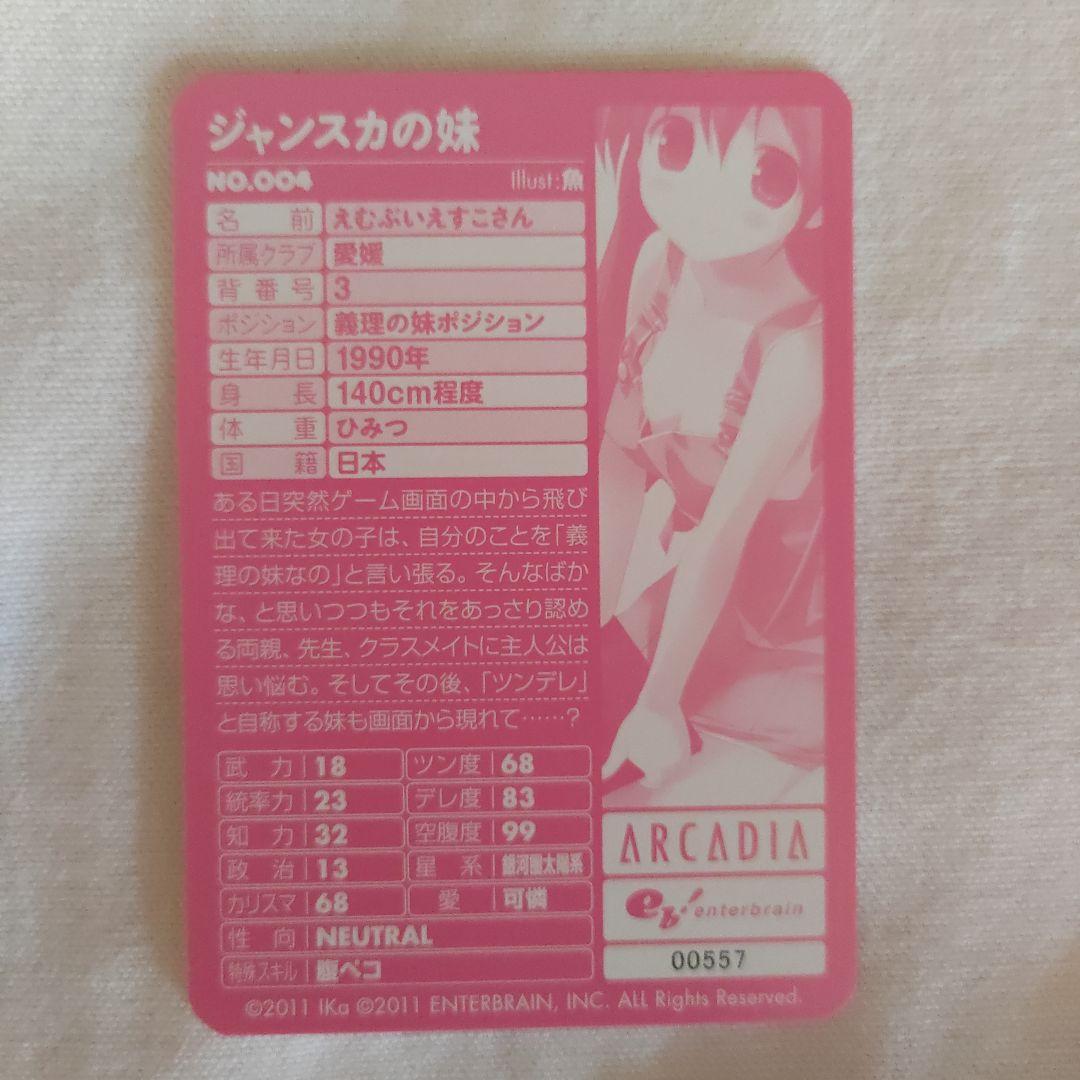 ジャンスカの妹
NO.004 Illust:魚
名前 えむぶいえすこさん
所属クラブ 愛媛
背番号 3
ポジション 義理の妹ポジション
生年月日 1990年
身長 140cm程度
体重 ひみつ
国籍 日本
ある日突然ゲーム画面の中から飛び
出て来た女の子は、自分のことを「義
理の妹なの」と言い張る。そんなばか
な、と思いつつもそれをあっさり認め
る両親、先生、クラスメイトに主人公は
思い悩む。そしてその後、「ツンデレ」
と自称する妹も画面から現れて……?
武力 18 ツン度 68
統率力 23 デレ度 83
知力 32 空腹度 99
政治 13 星系 銀河園太陽系
カリスマ 68 愛 可憐
性向 NEUTRAL
特殊スキル 腹ペコ
ARCADIA
eb! enterbrain
00557
©2011 IKa ©2011 ENTERBRAIN, INC. ALL Rights Reserved.